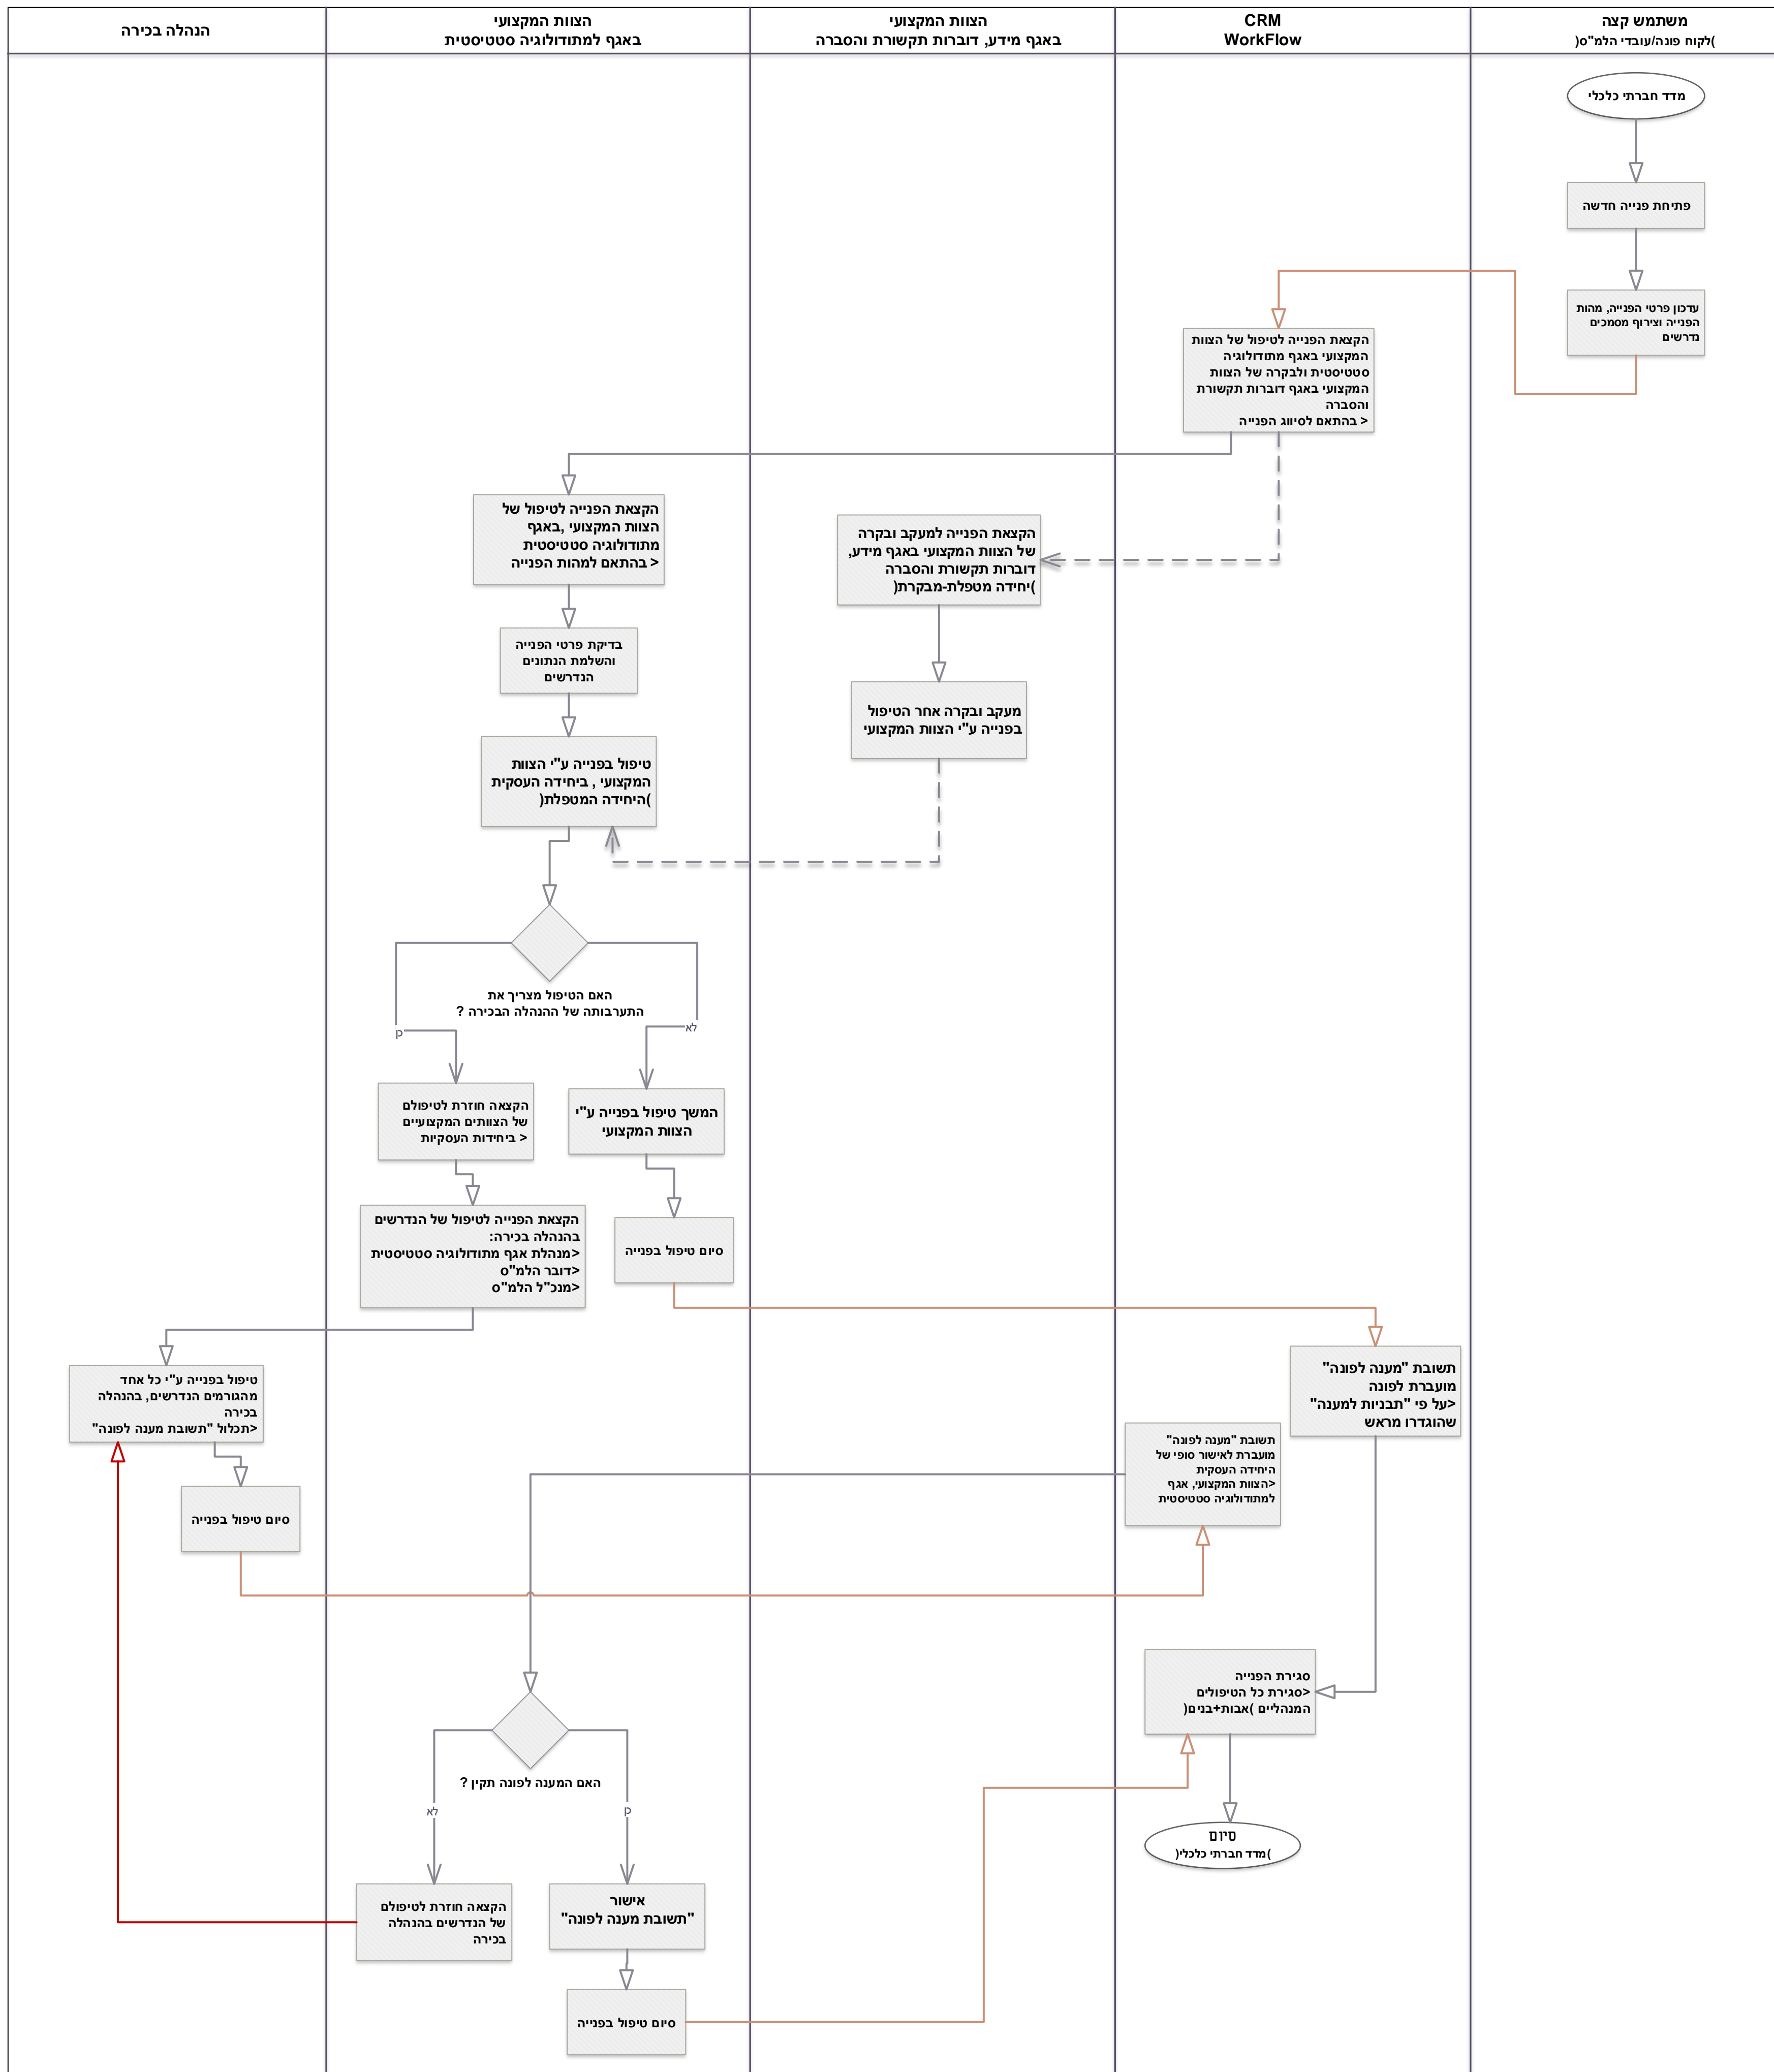 משתמש קצה
)לקוח פונה/עובדי הלמ"ס(
CRM
WorkFlow
הצוות המקצועי
באגף מידע, דוברות תקשורת והסברה
הצוות המקצועי
באגף למתודולוגיה סטטיסטית
הנהלה בכירה
מדד חברתי כלכלי
פתיחת פנייה חדשה
עדכון פרטי הפנייה, מהות
הפנייה וצירוף מסמכים
נדרשים
הקצאת הפנייה לטיפול של הצוות
המקצועי באגף מתודולוגיה
סטטיסטית ולבקרה של הצוות
המקצועי באגף דוברות תקשורת
והסברה
> בהתאם לסיווג הפנייה
הקצאת הפנייה לטיפול של
הצוות המקצועי ,באגף
מתודולוגיה סטטיסטית
> בהתאם למהות הפנייה
הקצאת הפנייה למעקב ובקרה
של הצוות המקצועי באגף מידע,
דוברות תקשורת והסברה
)יחידה מטפלת-מבקרת(
בדיקת פרטי הפנייה
והשלמת הנתונים
הנדרשים
מעקב ובקרה אחר הטיפול
בפנייה ע"י הצוות המקצועי
טיפול בפנייה ע"י הצוות
המקצועי , ביחידה העסקית
)היחידה המטפלת(
האם הטיפול מצריך את
התערבותה של ההנהלה הבכירה ?
לא
כן
המשך טיפול בפנייה ע"י
הצוות המקצועי
הקצאה חוזרת לטיפולם
של הצוותים המקצועיים
> ביחידות העסקיות
סיום טיפול בפנייה
הקצאת הפנייה לטיפול של הנדרשים
בהנהלה בכירה:
>מנהלת אגף מתודולוגיה סטטיסטית
>דובר הלמ"ס
>מנכ"ל הלמ"ס
תשובת "מענה לפונה"
מועברת לפונה
>על פי "תבניות למענה"
שהוגדרו מראש
טיפול בפנייה ע"י כל אחד
מהגורמים הנדרשים, בהנהלה
בכירה
>תכלול "תשובת מענה לפונה"
תשובת "מענה לפונה"
מועברת לאישור סופי של
היחידה העסקית
>הצוות המקצועי, אגף
למתודולוגיה סטטיסטית
סיום טיפול בפנייה
סגירת הפנייה
>סגירת כל הטיפולים
המנהליים )אבות+בנים(
האם המענה לפונה תקין ?
כן
לא
סיום
)מדד חברתי כלכלי(
אישור
"תשובת מענה לפונה"
הקצאה חוזרת לטיפולם
של הנדרשים בהנהלה
בכירה
סיום טיפול בפנייה